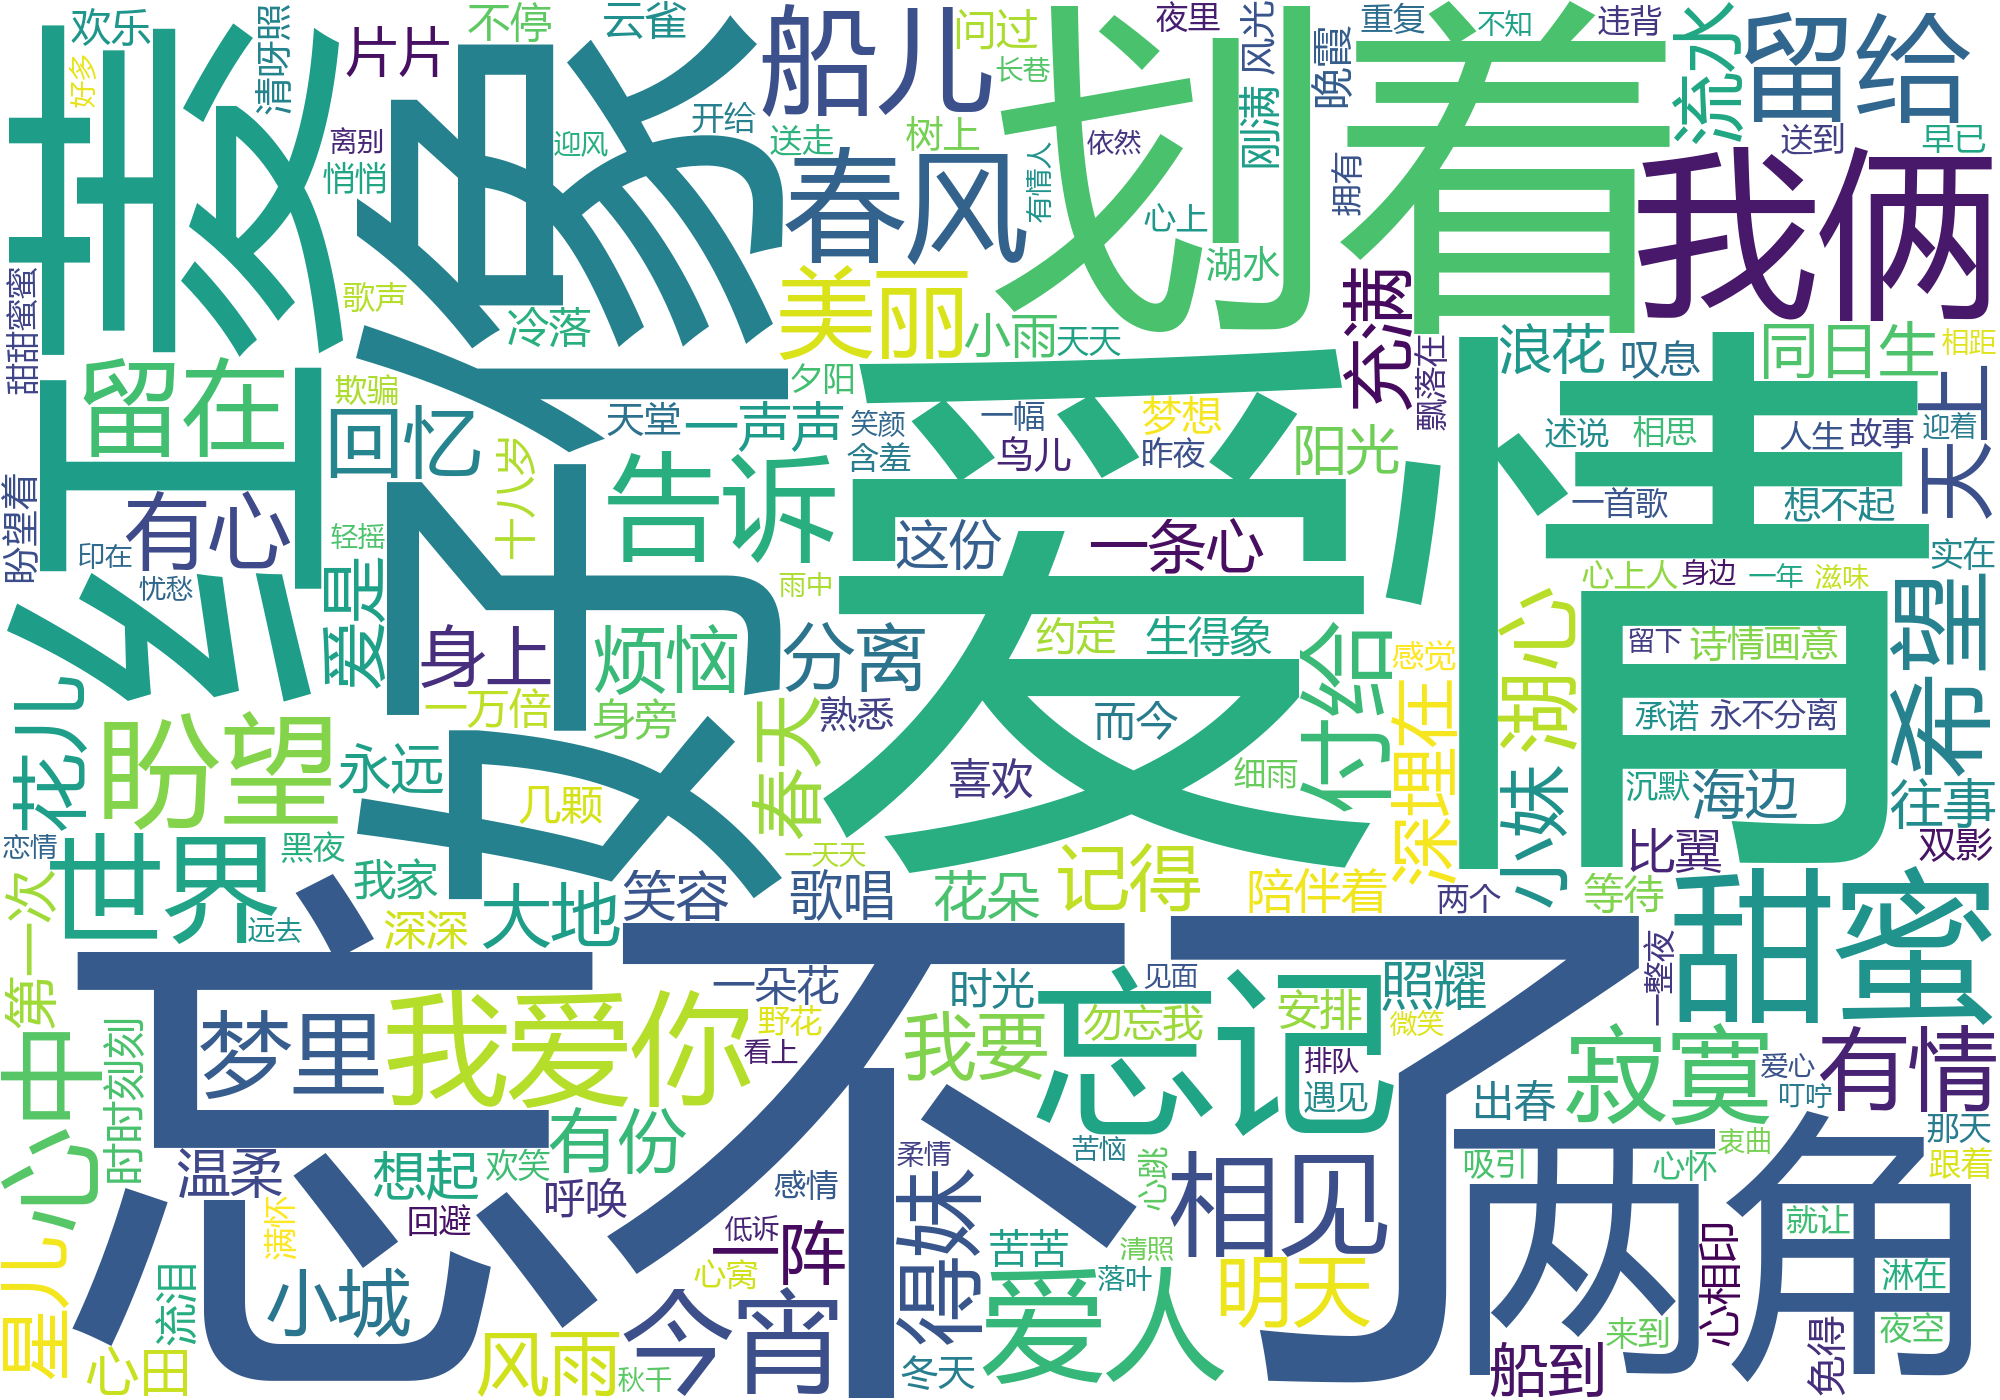 欢乐
好多
清呀照
片片
离别
悄悄
不停
云雀
迎风
开给
船儿
问过
长巷
夜里
风光
晚霞
重复
不知
违背
流水
留给
送走
树上
依然
有情人
刚满
拥有
送到
早已
我俩
春风
心上
湖水
划着
甜甜蜜蜜
歌声
冷落
美丽
小雨
天天
充满
飘落在
浪花
叹息
同日生
相距
留在
欺骗
回忆
天堂
一声声
夕阳
笑颜
含羞
一幅
鸟儿
梦想
昨夜
阳光
述说
相思
人生
故事
迎着
天上
盼望着
有心
印在
忧愁
轻摇
十八岁
告诉
这份
一条心
一首歌
想不起
实在
爱是
身上
烦恼
雨中
分离
约定
生得象
付给
感觉
湖心
心上人
身边
一年
滋味
留下
诗情画意
希望
承诺
永不分离
花儿
盼望
永远
一万倍
身旁
几颗
春天
熟悉
而今
喜欢
细雨
深埋在
小妹
沉默
海边
往事
恋情
世界
黑夜
我家
一天天
比翼
双影
爱情
第一次
远去
深深
大地
笑容
歌唱
花朵
记得
陪伴着
两个
等待
甜蜜
忘不了
心中
时时刻刻
梦里
我爱你
一朵花
野花
看上
时光
见面
我要
忘记
勿忘我
安排
照耀
微笑
排队
遇见
一整夜
寂寞
爱心
叮咛
有情
出春
有份
温柔
想起
欢笑
呼唤
满怀
回避
感情
柔情
苦恼
心跳
相见
吸引
心怀
衷曲
那天
跟着
两角
星儿
流泪
小城
心田
低诉
一阵
心窝
风雨
秋千
今宵
得妹
苦苦
清照
落叶
爱人
冬天
明天
船到
来到
心相印
就让
淋在
免得
夜空